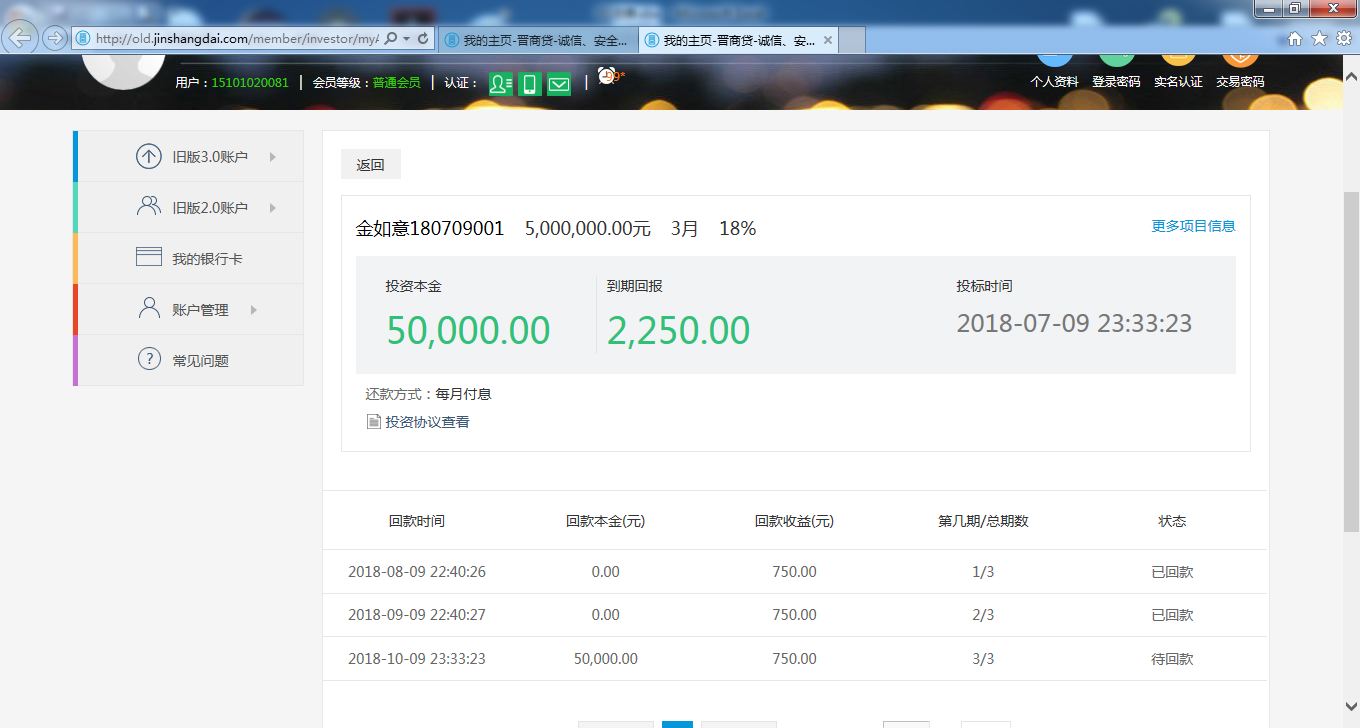 http://old.jinshangdai.com/member/investor/my
我的主页-晋商贷-诚信、安全...
我的主页-晋商贷-诚信、安...
用户：15101020081 会员等级：普通会员 认证： 99*
个人资料 登录密码 实名认证 交易密码
旧版3.0账户
旧版2.0账户
我的银行卡
账户管理
常见问题
返回
金如意180709001 5,000,000.00元 3月 18%
更多项目信息
投资本金 到期回报 投标时间
50,000.00 2,250.00 2018-07-09 23:33:23
还款方式：每月付息
投资协议查看
回款时间 回款本金(元) 回款收益(元) 第几期/总期数 状态
2018-08-09 22:40:26 0.00 750.00 1/3 已回款
2018-09-09 22:40:27 0.00 750.00 2/3 已回款
2018-10-09 23:33:23 50,000.00 750.00 3/3 待回款